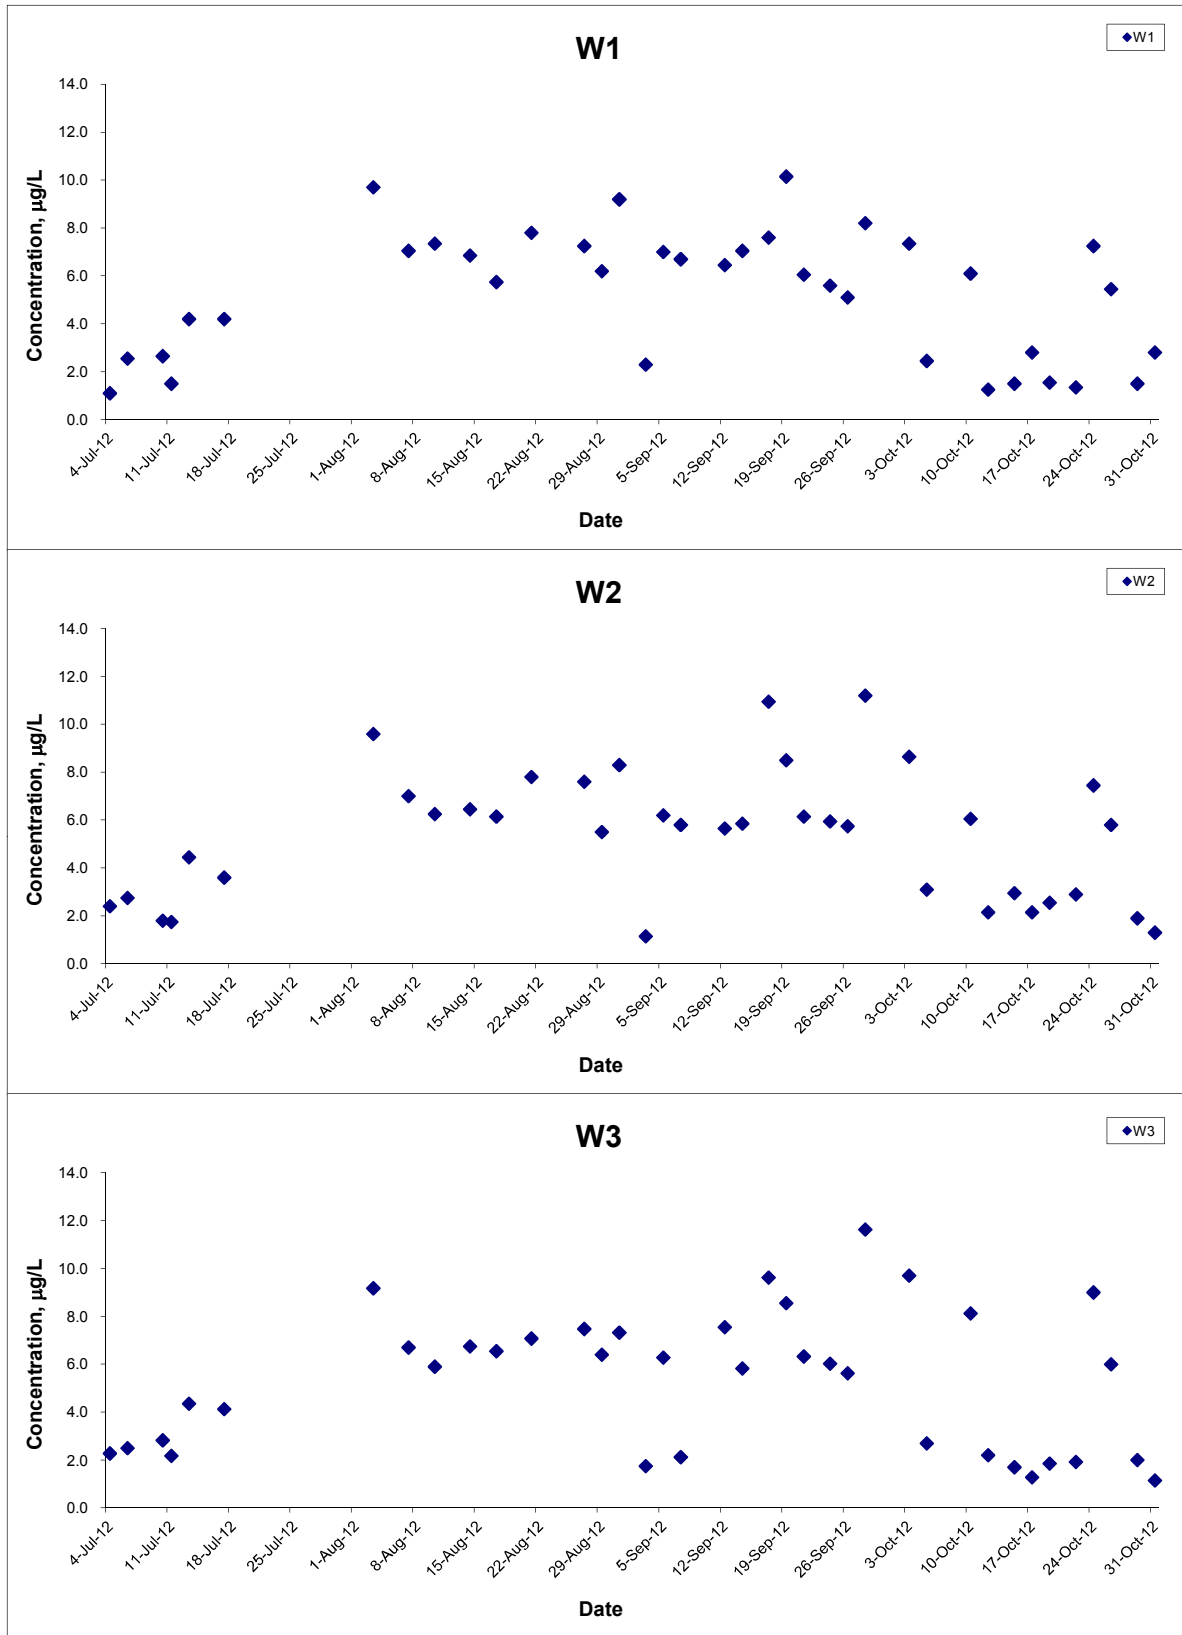 W1
W1
14.0
12.0
10.0
8.0
6.0
4.0
2.0
0.0
Concentration, µg/L
4-Jul-12
11-Jul-12
18-Jul-12
25-Jul-12
1-Aug-12
8-Aug-12
15-Aug-12
22-Aug-12
29-Aug-12
5-Sep-12
12-Sep-12
19-Sep-12
26-Sep-12
3-Oct-12
10-Oct-12
17-Oct-12
24-Oct-12
31-Oct-12
Date
W2
W2
14.0
12.0
10.0
8.0
6.0
4.0
2.0
0.0
Concentration, µg/L
4-Jul-12
11-Jul-12
18-Jul-12
25-Jul-12
1-Aug-12
8-Aug-12
15-Aug-12
22-Aug-12
29-Aug-12
5-Sep-12
12-Sep-12
19-Sep-12
26-Sep-12
3-Oct-12
10-Oct-12
17-Oct-12
24-Oct-12
31-Oct-12
Date
W3
W3
14.0
12.0
10.0
8.0
6.0
4.0
2.0
0.0
Concentration, µg/L
4-Jul-12
11-Jul-12
18-Jul-12
25-Jul-12
1-Aug-12
8-Aug-12
15-Aug-12
22-Aug-12
29-Aug-12
5-Sep-12
12-Sep-12
19-Sep-12
26-Sep-12
3-Oct-12
10-Oct-12
17-Oct-12
24-Oct-12
31-Oct-12
Date